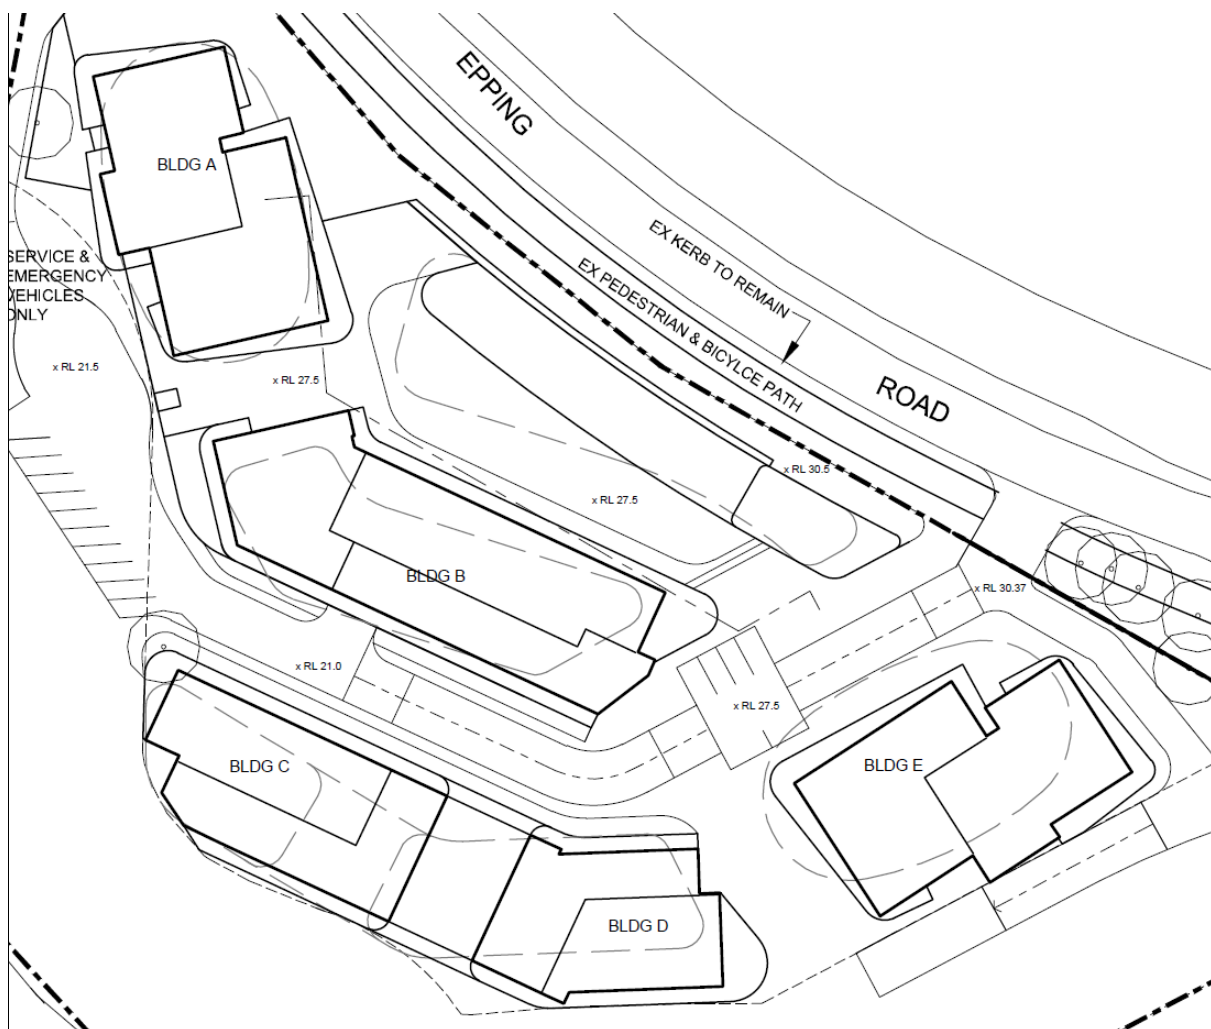 EPPING
BLDG A
EX KERB TO REMAIN
SERVICE &
EMERGENCY
VEHICLES
ONLY
EX PEDESTRIAN & BICYLCE PATH
x RL 21.5
x RL 27.5
ROAD
x RL 30.5
x RL 27.5
BLDG B
x RL 30.37
x RL 21.0
x RL 27.5
BLDG C
BLDG E
BLDG D